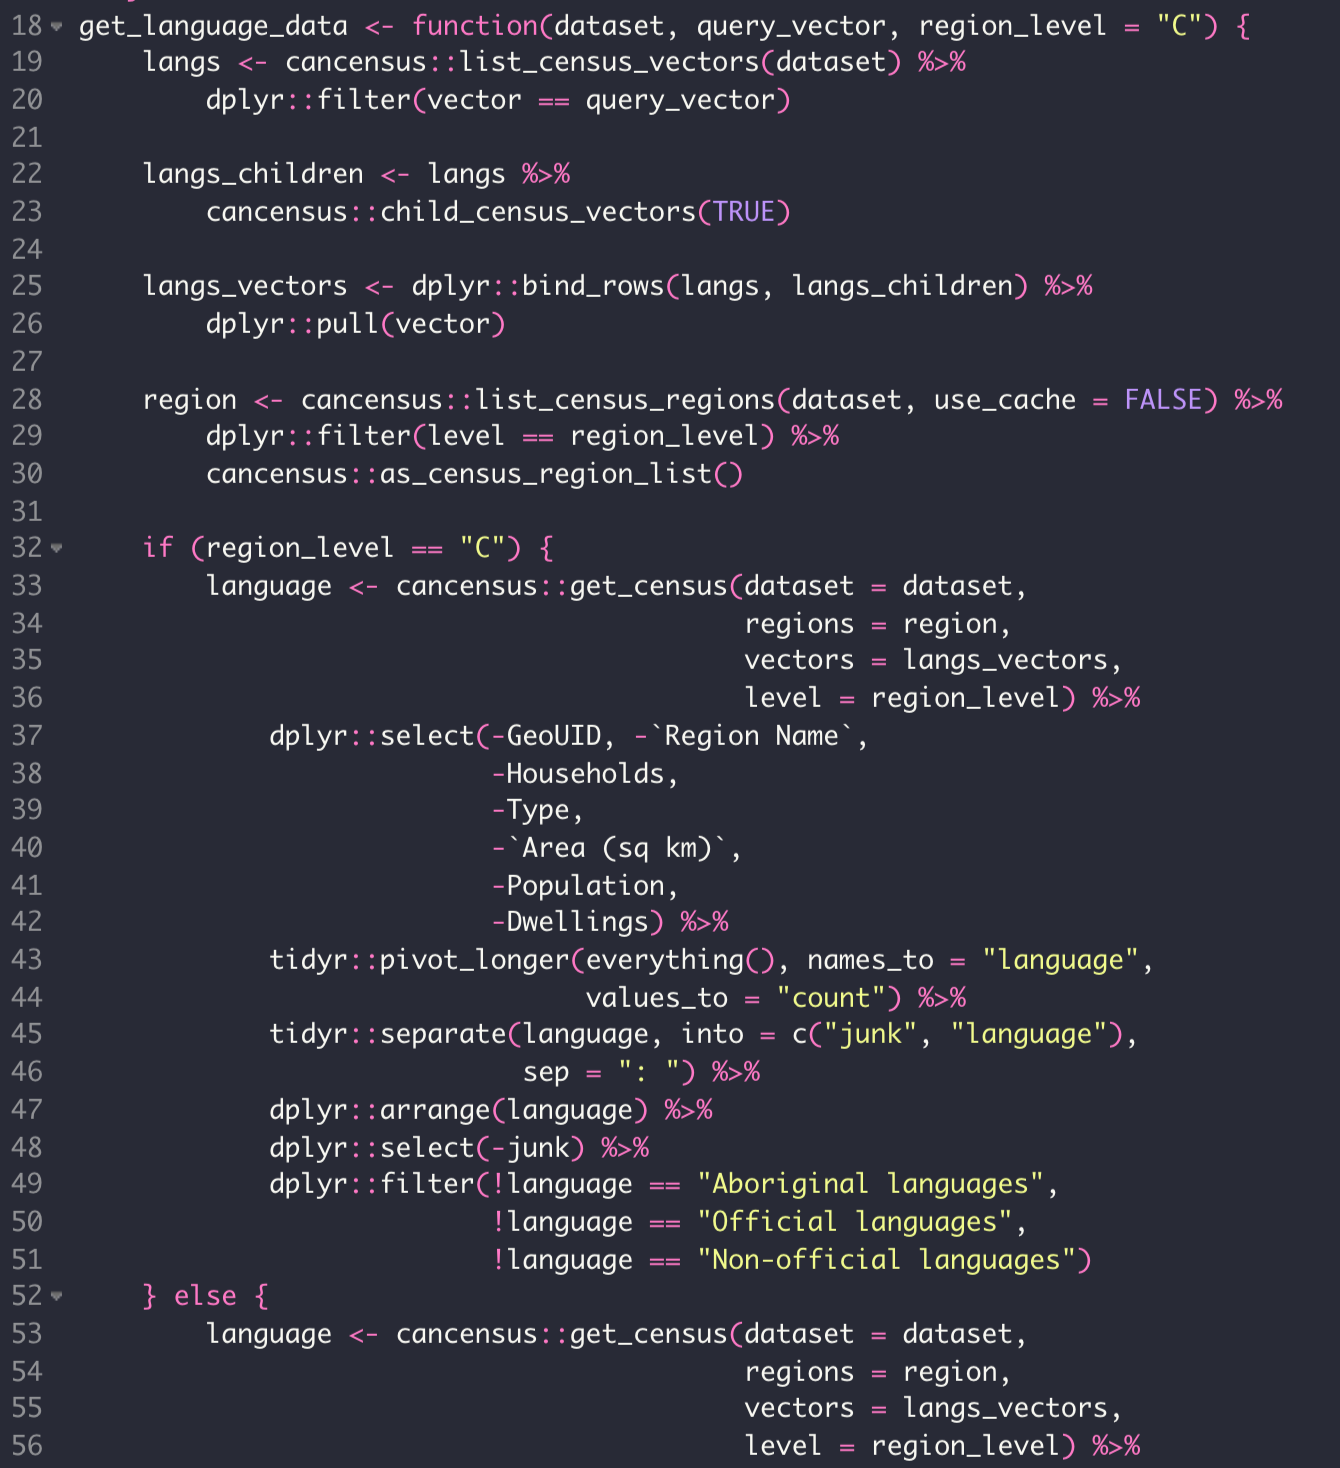 18 get_language_data <- function(dataset, query_vector, region_level = "C") {
19     langs <- cancensus::list_census_vectors(dataset) %>%
20         dplyr::filter(vector == query_vector)
21
22     langs_children <- langs %>%
23         cancensus::child_census_vectors(TRUE)
24
25     langs_vectors <- dplyr::bind_rows(langs, langs_children) %>%
26         dplyr::pull(vector)
27
28     region <- cancensus::list_census_regions(dataset, use_cache = FALSE) %>%
29         dplyr::filter(level == region_level) %>%
30         cancensus::as_census_region_list()
31
32     if (region_level == "C") {
33         language <- cancensus::get_census(dataset = dataset,
34                                           regions = region,
35                                           vectors = langs_vectors,
36                                           level = region_level) %>%
37             dplyr::select(-GeoUID, -`Region Name`,
38                           -Households,
39                           -Type,
40                           -`Area (sq km)`,
41                           -Population,
42                           -Dwellings) %>%
43             tidyr::pivot_longer(everything(), names_to = "language",
44                                 values_to = "count") %>%
45             tidyr::separate(language, into = c("junk", "language"),
46                             sep = ": ") %>%
47             dplyr::arrange(language) %>%
48             dplyr::select(-junk) %>%
49             dplyr::filter(!language == "Aboriginal languages",
50                           !language == "Official languages",
51                           !language == "Non-official languages")
52     } else {
53         language <- cancensus::get_census(dataset = dataset,
54                                           regions = region,
55                                           vectors = langs_vectors,
56                                           level = region_level) %>%